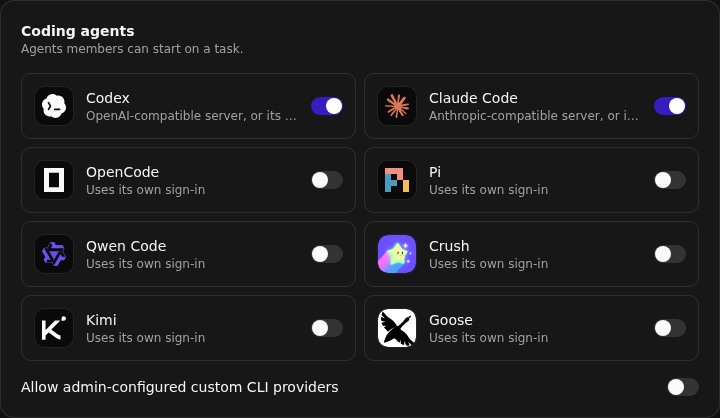 Coding agents
Agents members can start on a task.
Codex
OpenAI-compatible server, or its ...
Claude Code
Anthropic-compatible server, or i...
OpenCode
Uses its own sign-in
Pi
Uses its own sign-in
Qwen Code
Uses its own sign-in
Crush
Uses its own sign-in
Kimi
Uses its own sign-in
Goose
Uses its own sign-in
Allow admin-configured custom CLI providers